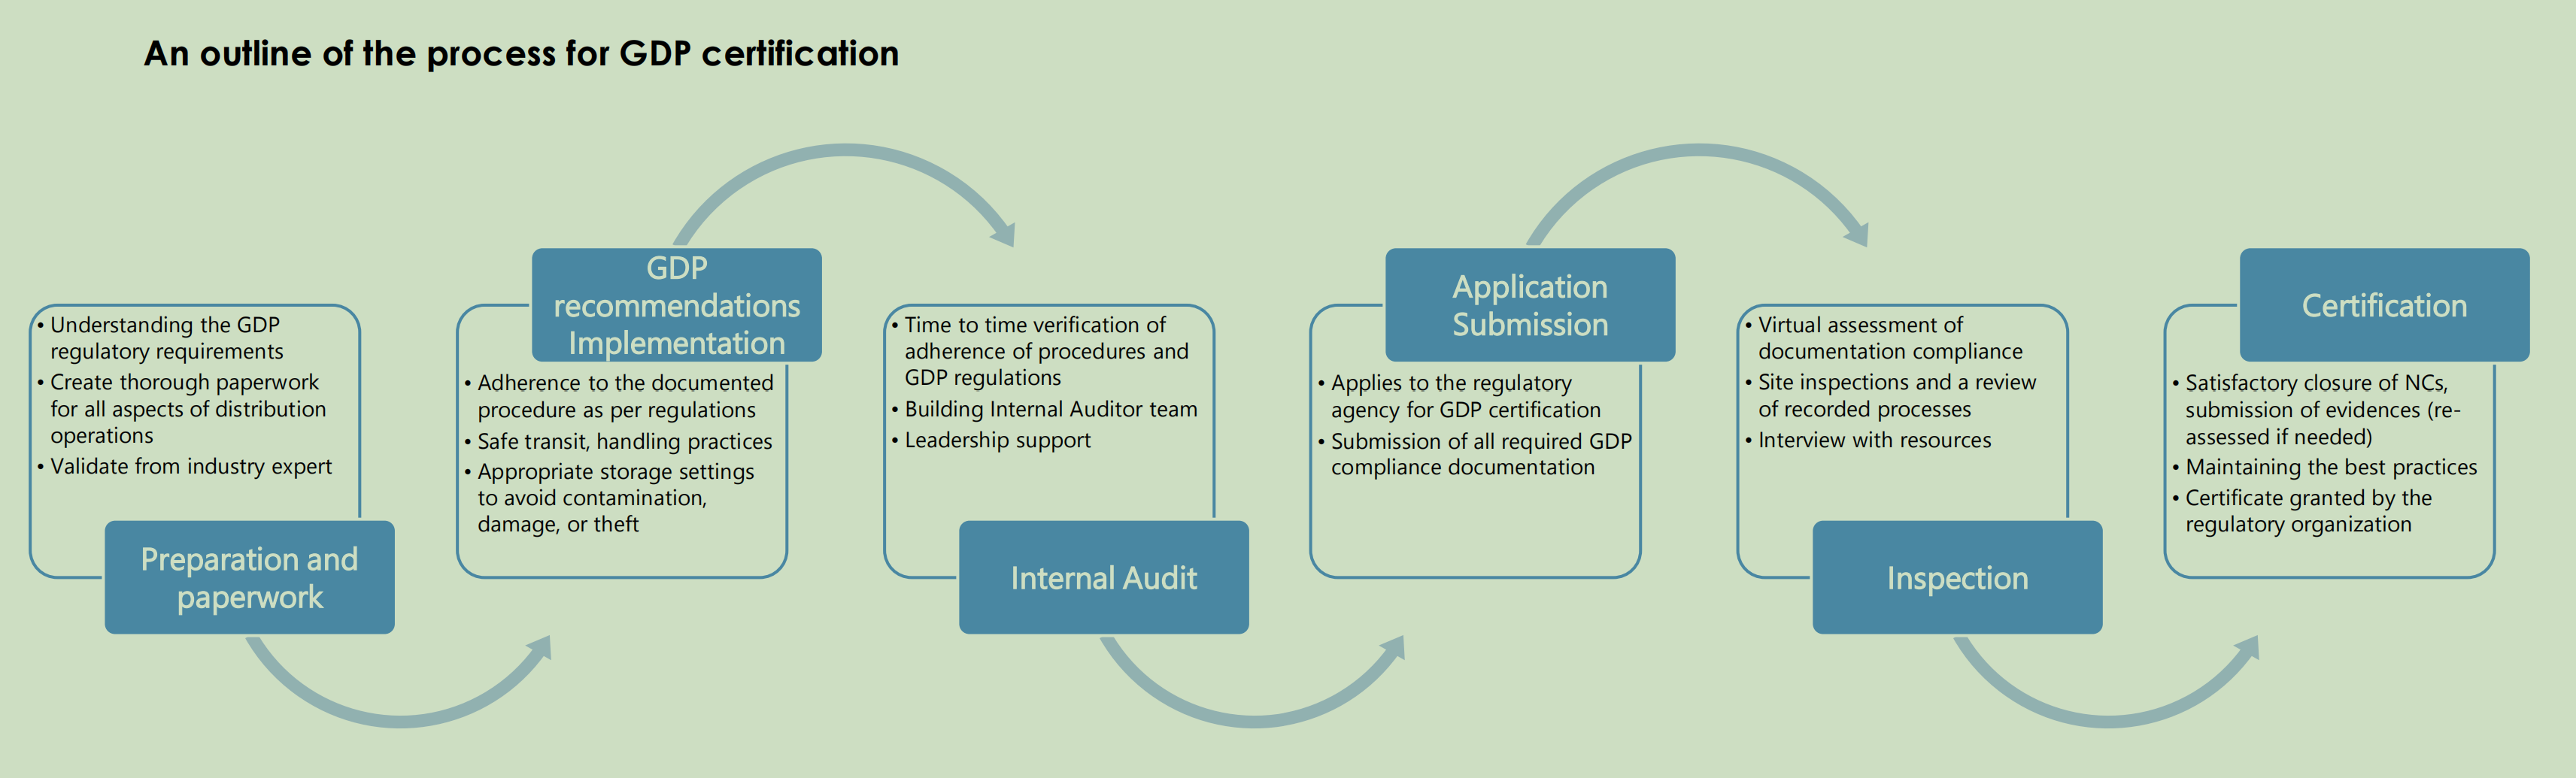 An outline of the process for GDP certification
• Understanding the GDP
regulatory requirements
• Create thorough paperwork
for all aspects of distribution
operations
• Validate from industry expert
Preparation and
paperwork
GDP
recommendations
Implementation
• Adherence to the documented
procedure as per regulations
• Safe transit, handling practices
• Appropriate storage settings
to avoid contamination,
damage, or theft
• Time to time verification of
adherence of procedures and
GDP regulations
• Building Internal Auditor team
• Leadership support
Internal Audit
Application
Submission
• Applies to the regulatory
agency for GDP certification
• Submission of all required GDP
compliance documentation
• Virtual assessment of
documentation compliance
• Site inspections and a review
of recorded processes
• Interview with resources
Inspection
Certification
• Satisfactory closure of NCs,
submission of evidences (re-
assessed if needed)
• Maintaining the best practices
• Certificate granted by the
regulatory organization